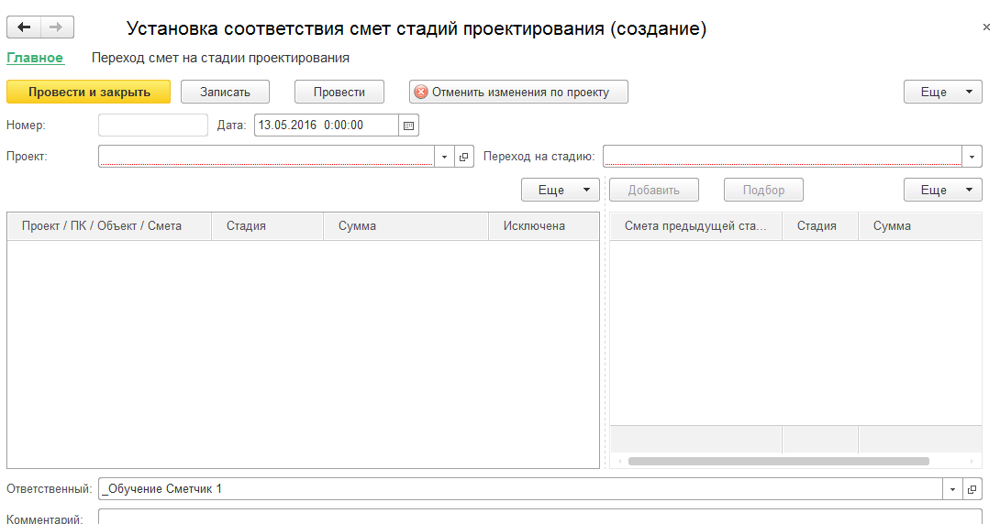 Установка соответствия смет стадий проектирования (создание)
Главное Переход смет на стадии проектирования
Провести и закрыть Записать Провести Отменить изменения по проекту Еще
Номер: Дата: 13.05.2016 0:00:00
Проект: Переход на стадию:
Еще Добавить Подбор Еще
Проект / ПК / Объект / Смета Стадия Сумма Исключена Смета предыдущей ста... Стадия Сумма
Ответственный: _Обучение Сметчик 1
Комментарий: